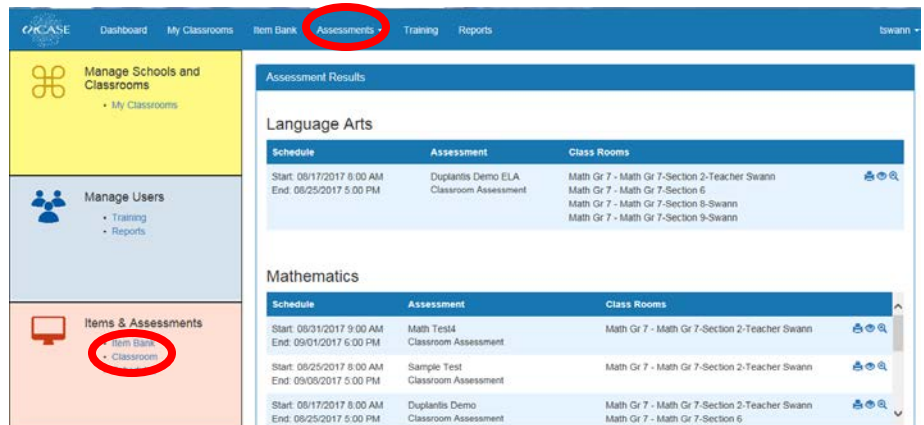 enCASE Dashboard My Classrooms Item Bank Assessments Training Reports tswann
Manage Schools and
Classrooms
• My Classrooms
Manage Users
• Training
• Reports
Items & Assessments
• Item Bank
• Classroom
Assessment Results
Language Arts
Schedule Assessment Class Rooms
Start: 08/17/2017 8:00 AM Duplantis Demo ELA Math Gr 7 - Math Gr 7-Section 2-Teacher Swann
End: 08/25/2017 5:00 PM Classroom Assessment Math Gr 7 - Math Gr 7-Section 6
Math Gr 7 - Math Gr 7-Section 8-Swann
Math Gr 7 - Math Gr 7-Section 9-Swann
Mathematics
Schedule Assessment Class Rooms
Start: 08/31/2017 9:00 AM Math Test4 Math Gr 7 - Math Gr 7-Section 2-Teacher Swann
End: 09/01/2017 6:00 PM Classroom Assessment
Start: 08/25/2017 8:00 AM Sample Test Math Gr 7 - Math Gr 7-Section 2-Teacher Swann
End: 09/08/2017 5:00 PM Classroom Assessment
Start: 08/17/2017 8:00 AM Duplantis Demo Math Gr 7 - Math Gr 7-Section 2-Teacher Swann
End: 08/25/2017 5:00 PM Classroom Assessment Math Gr 7 - Math Gr 7-Section 6